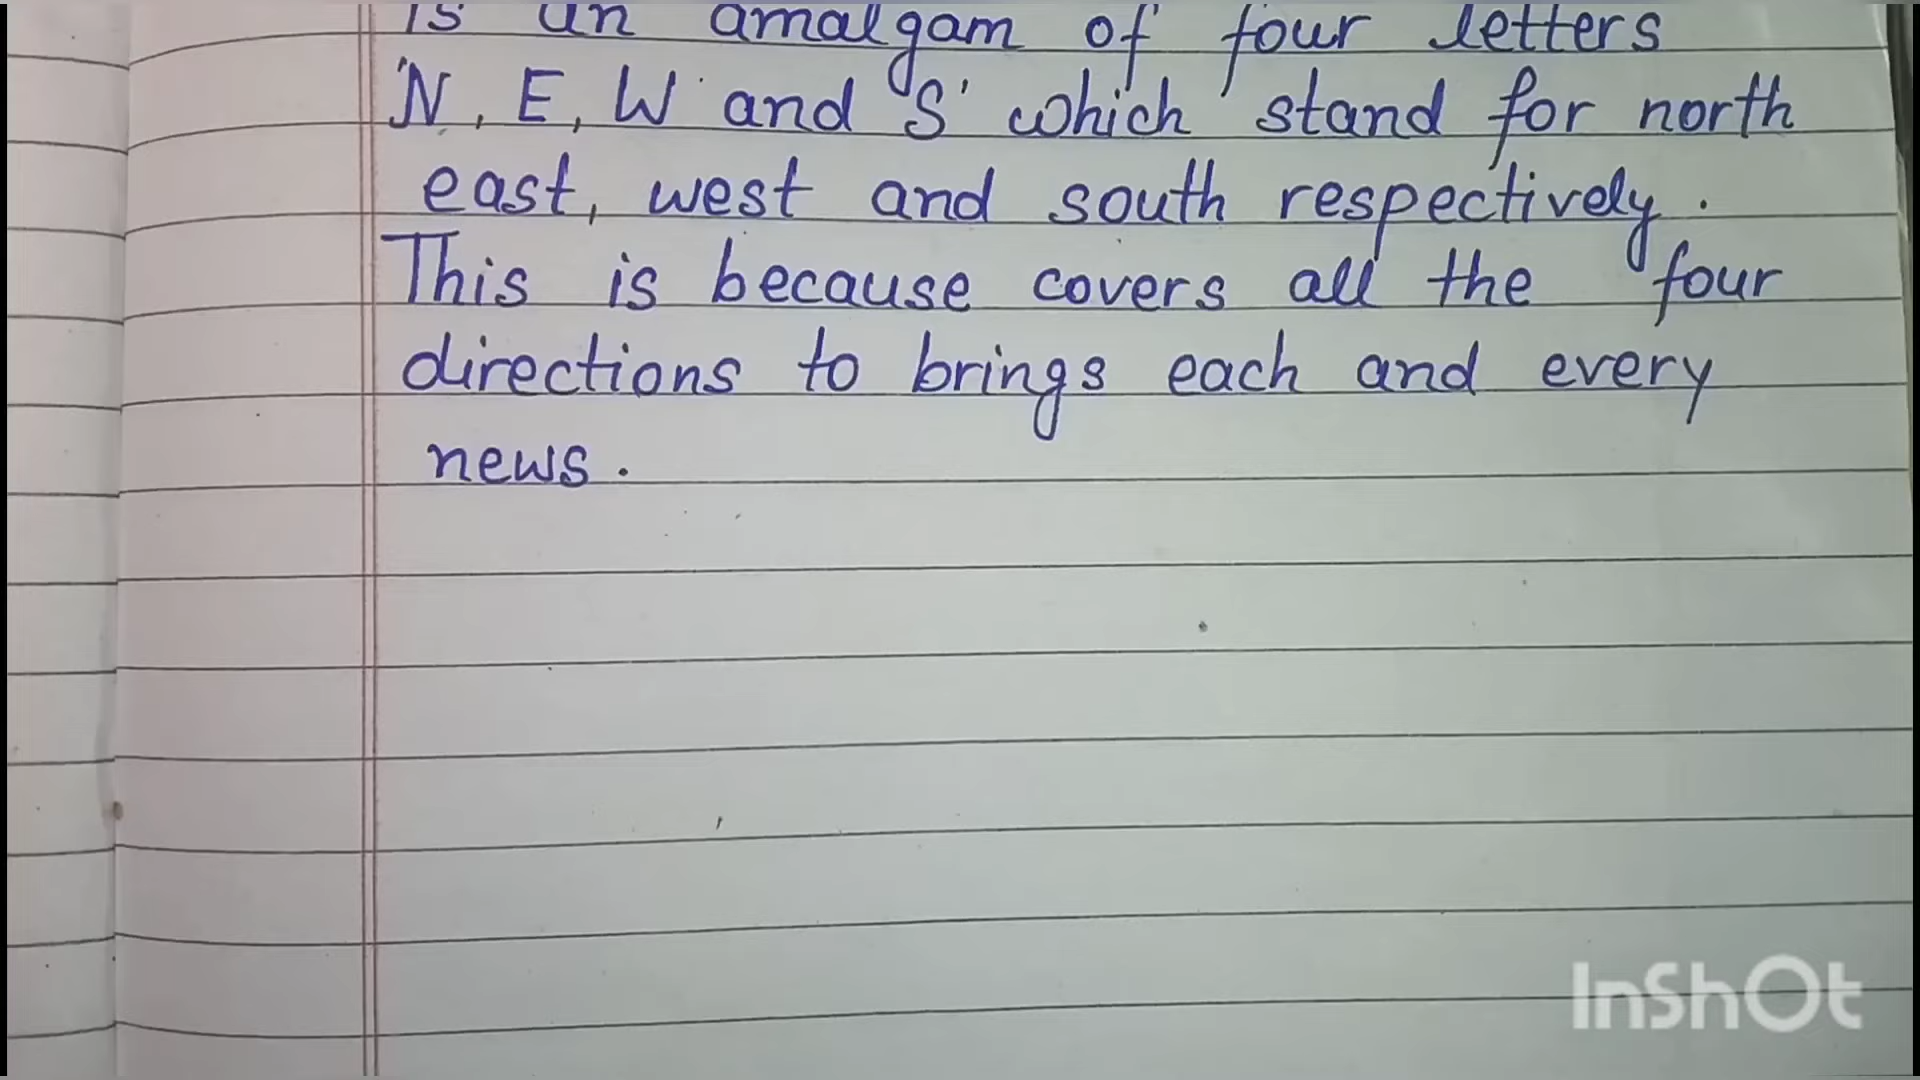 is an amalgam of four letters
'N, E, W' and 'S' which stand for north
east, west and south respectively.
This is because covers all the four
directions to brings each and every
news.
InShOt